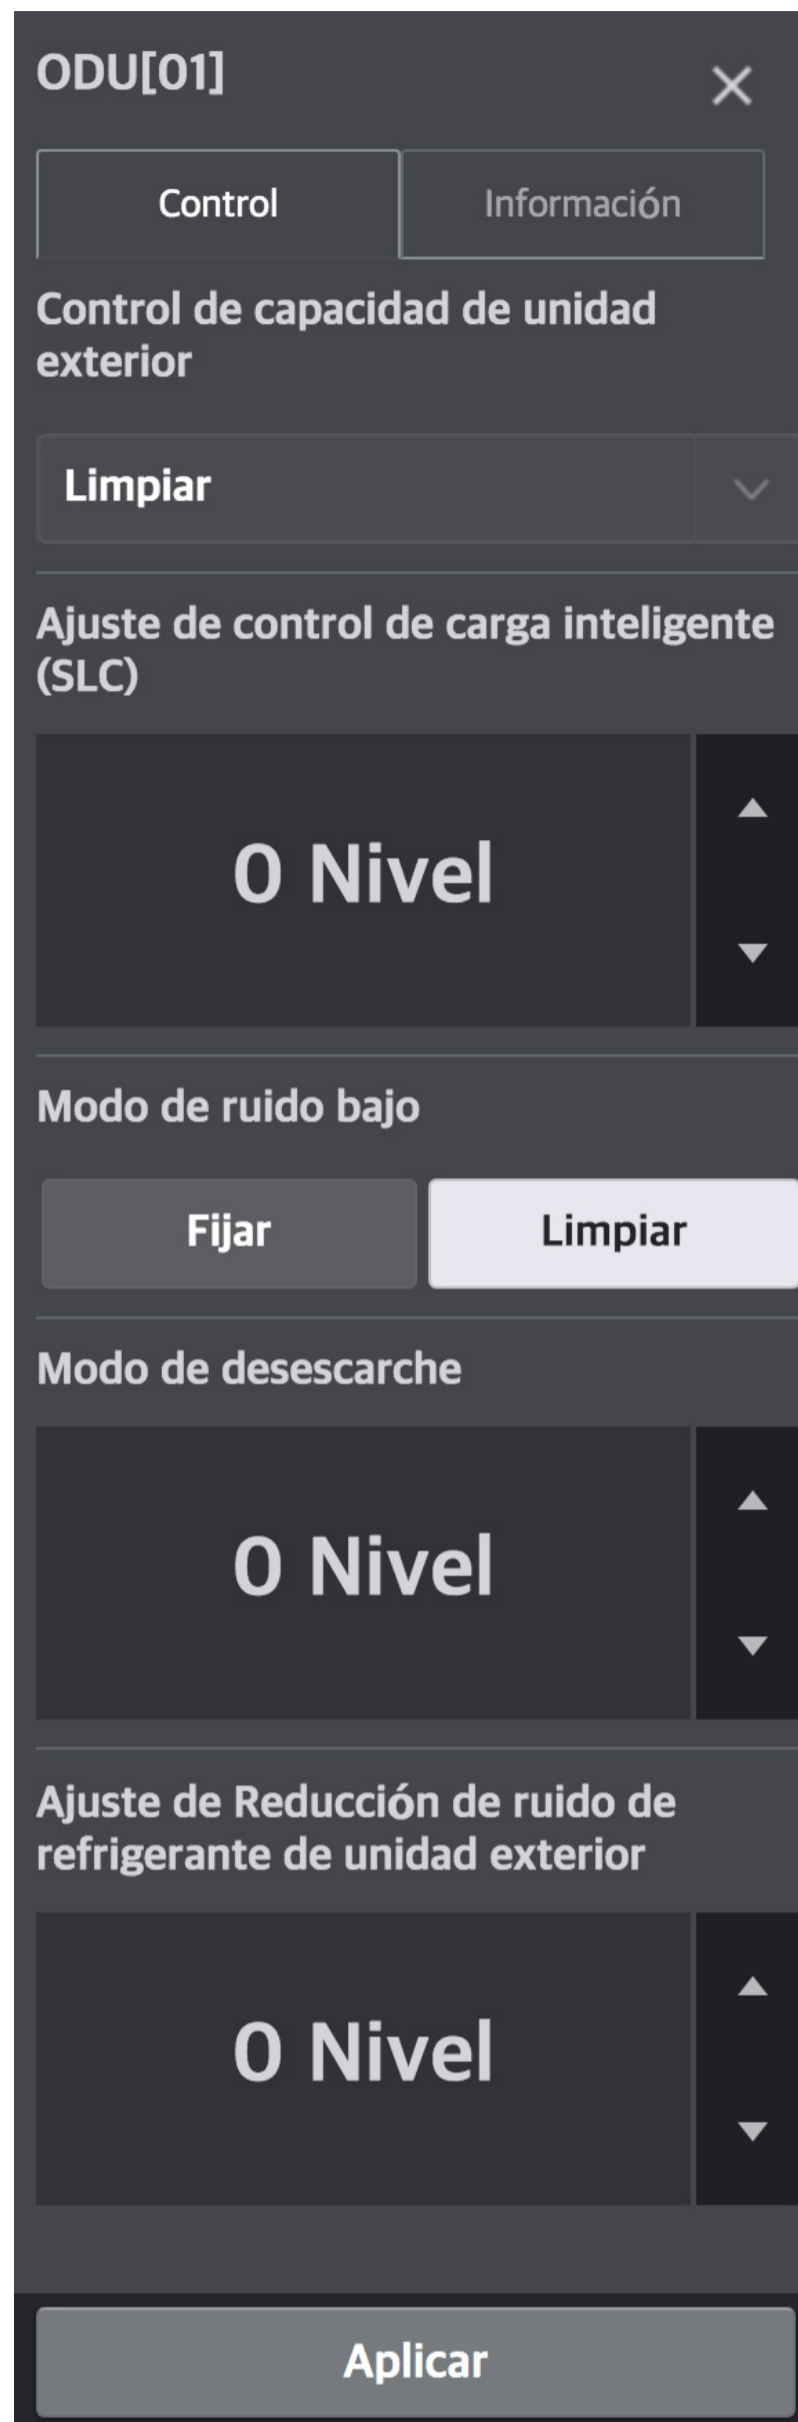 ODU[01]
Control
Información
Control de capacidad de unidad
exterior
Limpiar
Ajuste de control de carga inteligente
(SLC)
0 Nivel
Modo de ruido bajo
Fijar
Limpiar
Modo de desescarche
0 Nivel
Ajuste de Reducción de ruido de
refrigerante de unidad exterior
0 Nivel
Aplicar